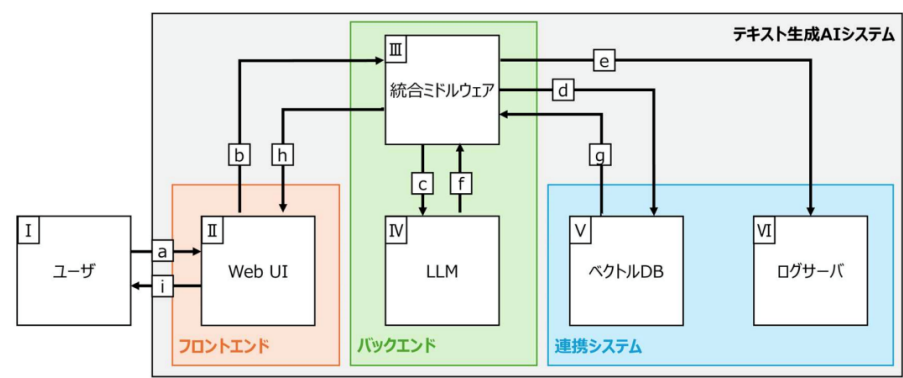 テキスト生成AIシステム
Ⅲ
統合ミドルウェア
e
d
g
b
h
c
f
Ⅰ
ユーザ
a
i
Ⅱ
Web UI
フロントエンド
Ⅳ
LLM
バックエンド
Ⅴ
ベクトルDB
Ⅵ
ログサーバ
連携システム